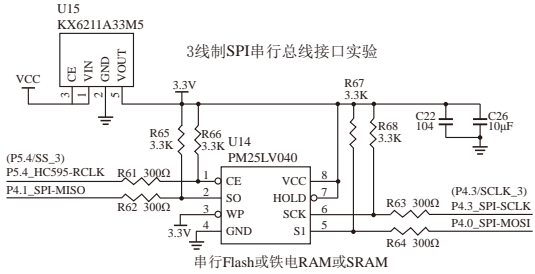 U15
KX6211A33M5
CE
VIN
GND
VOUT
3 1 2 5
VCC
3线制SPI串行总线接口实验
3.3V
R67
3.3K
R65
3.3K
R66
3.3K
R68
3.3K
C22
104
C26
10μF
U14
PM25LV040
(P5.4/SS_3)
P5.4_HC595-RCLK
R61 300Ω
1 CE
VCC 8
P4.1_SPI-MISO
R62 300Ω
2 SO
HOLD 7
3.3V
3 WP
SCK 6
R63 300Ω
(P4.3/SCLK_3)
P4.3_SPI-SCLK
4 GND
S1 5
R64 300Ω
P4.0_SPI-MOSI
串行Flash或铁电RAM或SRAM